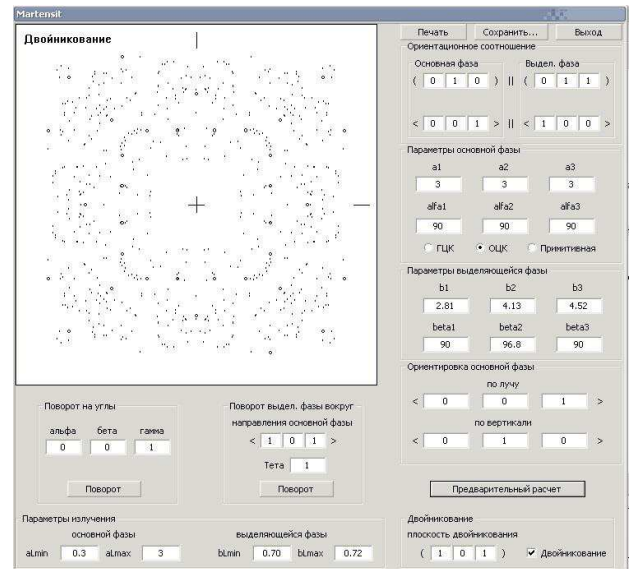 Martensit
Двойникование
Печать Сохранить... Выход
Ориентационное соотношение
Основная фаза Выдел. фаза
( 0 1 0 ) || ( 0 1 1 )
< 0 0 1 > || < 1 0 0 >
Параметры основной фазы
a1 a2 a3
3 3 3
alfa1 alfa2 alfa3
90 90 90
ГЦК ОЦК Примитивная
Параметры выделяющейся фазы
b1 b2 b3
2.81 4.13 4.52
beta1 beta2 beta3
90 96.8 90
Ориентировка основной фазы
по лучу
< 0 0 1 >
по вертикали
< 0 1 0 >
Поворот на углы
альфа бета гамма
0 0 1
Поворот
Поворот выдел. фазы вокруг
направления основной фазы
< 1 0 1 >
Тета 1
Поворот
Предварительный расчет
Параметры излучения
основной фазы выделяющейся фазы
aLmin 0.3 aLmax 3 bLmin 0.70 bLmax 0.72
Двойникование
плоскость двойникования
( 1 0 1 ) Двойникование